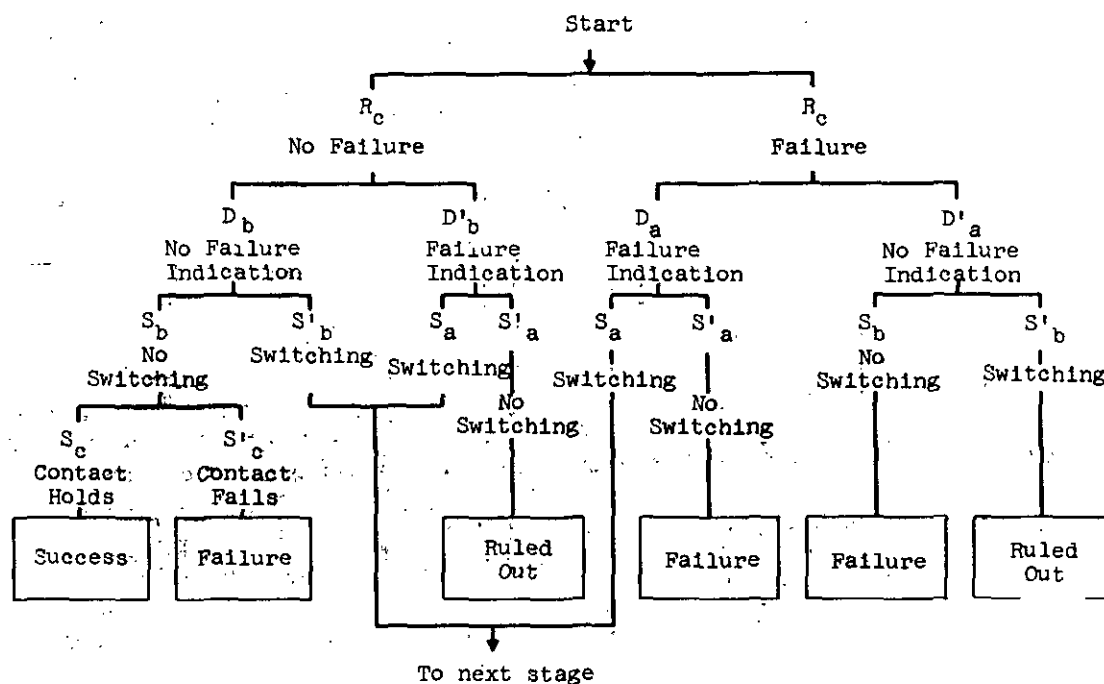 Start
R_c R_c
No Failure Failure
D_b D'_b D_a D'_a
No Failure Indication Failure Indication Failure Indication No Failure Indication
S_b S'_b S_a S'_a S_a S'_a S_b S'_b
No Switching Switching Switching No Switching Switching No Switching No Switching Switching
S_c S'_c
Contact Holds Contact Fails
Success Failure Ruled Out Failure Failure Ruled Out
To next stage